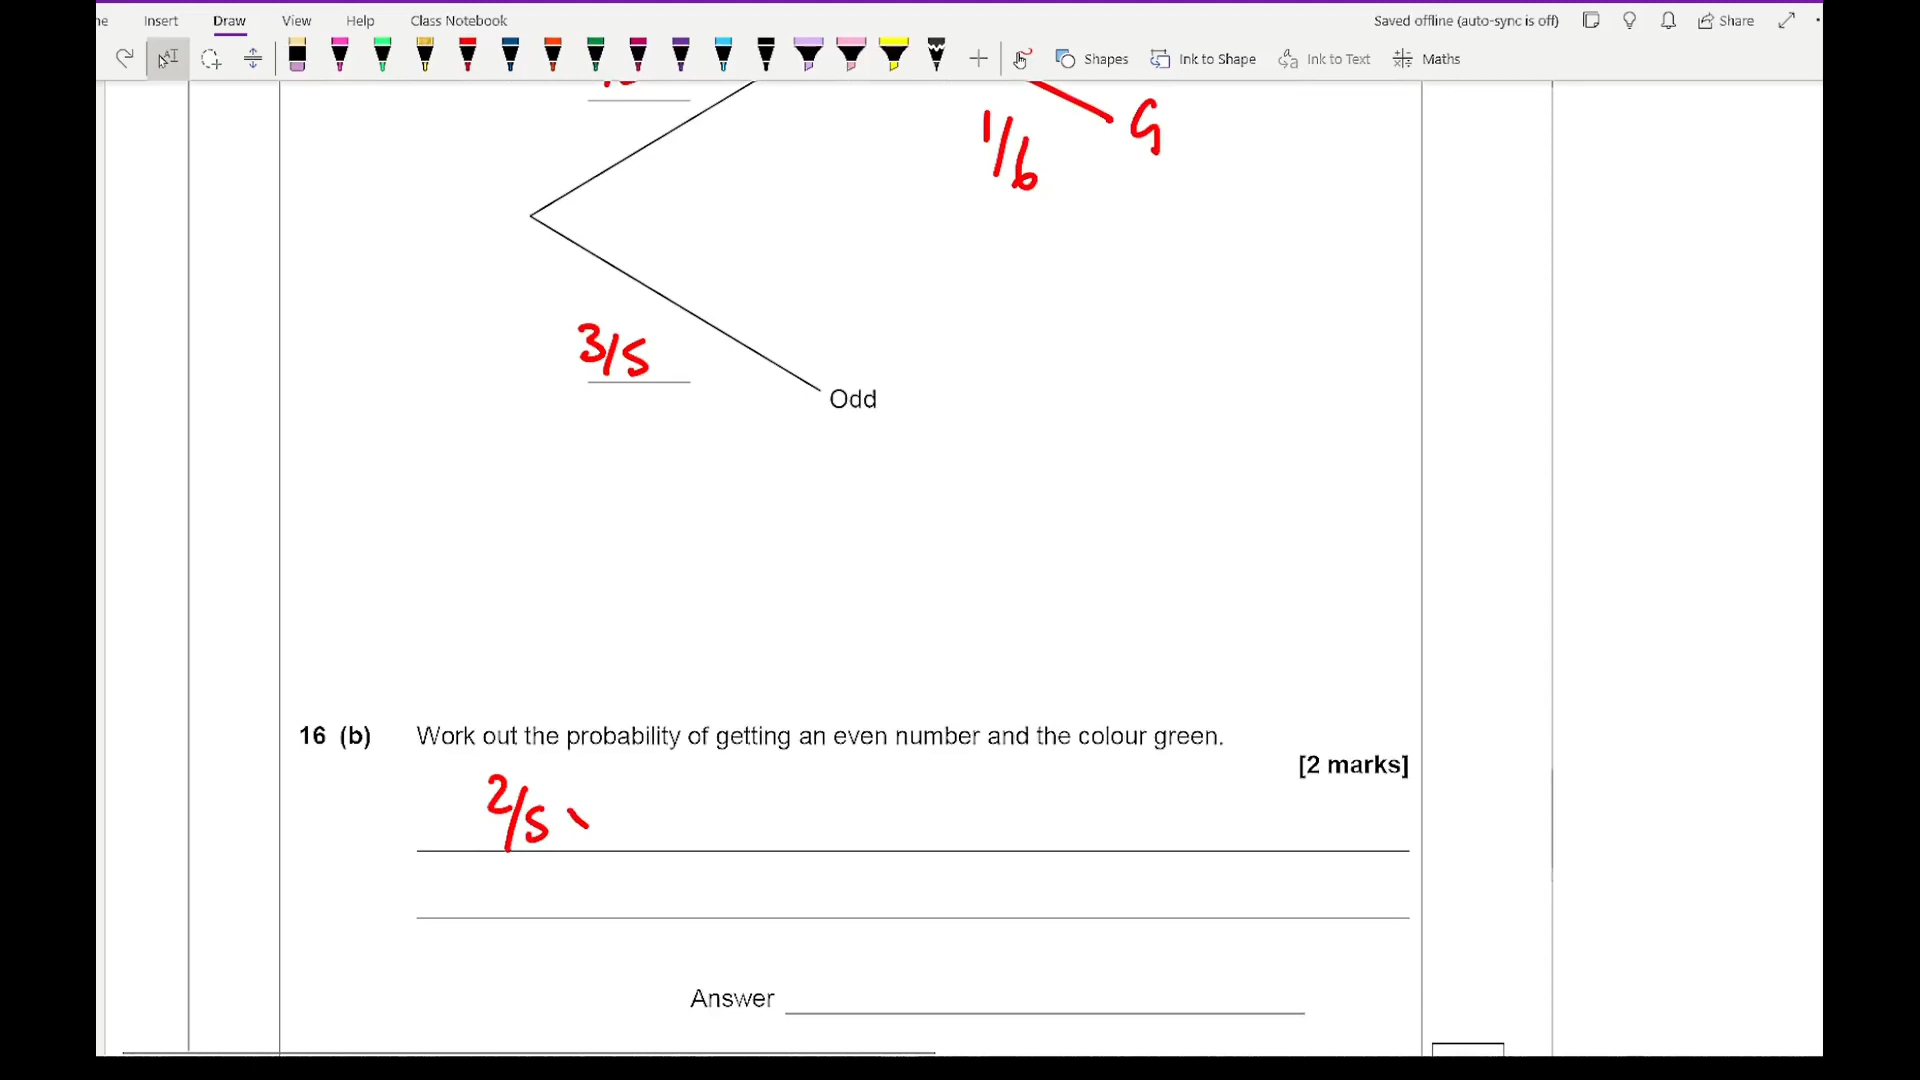 Insert Draw View Help Class Notebook Saved offline (auto-sync is off) Share
Shapes Ink to Shape Ink to Text Maths
G
1/6
3/5
Odd
16 (b) Work out the probability of getting an even number and the colour green.
[2 marks]
2/5
Answer